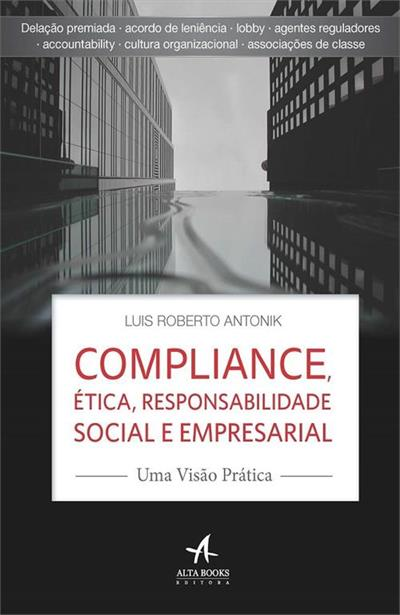 Delação premiada · acordo de leniência · lobby · agentes reguladores
· accountability · cultura organizacional · associações de classe
LUIS ROBERTO ANTONIK
COMPLIANCE,
ÉTICA, RESPONSABILIDADE
SOCIAL E EMPRESARIAL
Uma Visão Prática
ALTA BOOKS
EDITORA